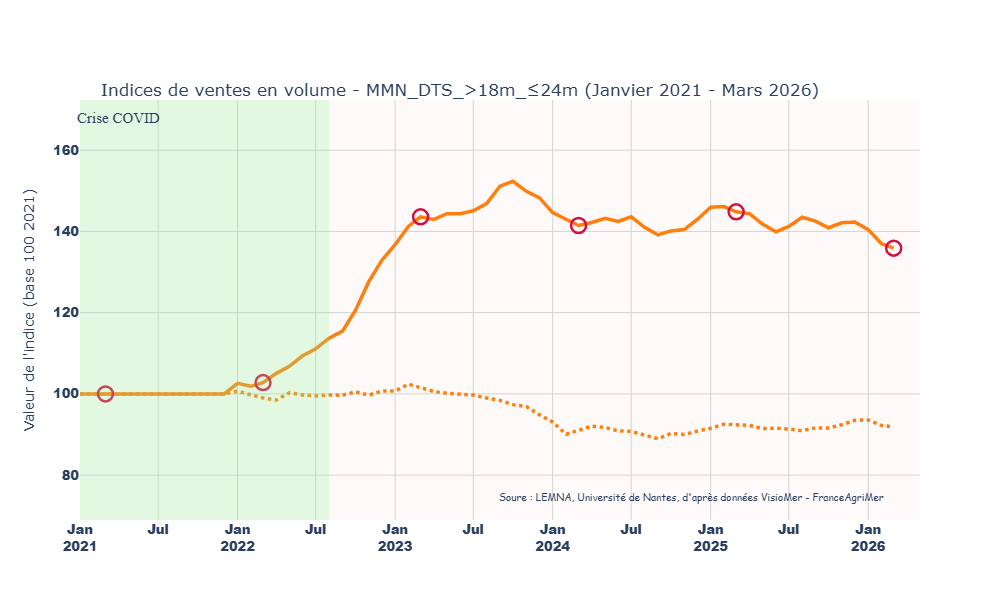 Indices de ventes en volume - MMN_DTS_>18m_≤24m (Janvier 2021 - Mars 2026)
Crise COVID
Valeur de l'indice (base 100 2021)
160
140
120
100
80
Soure : LEMNA, Université de Nantes, d'après données VisioMer - FranceAgriMer
Jan Jul Jan Jul Jan Jul Jan Jul Jan Jul Jan
2021 2022 2023 2024 2025 2026